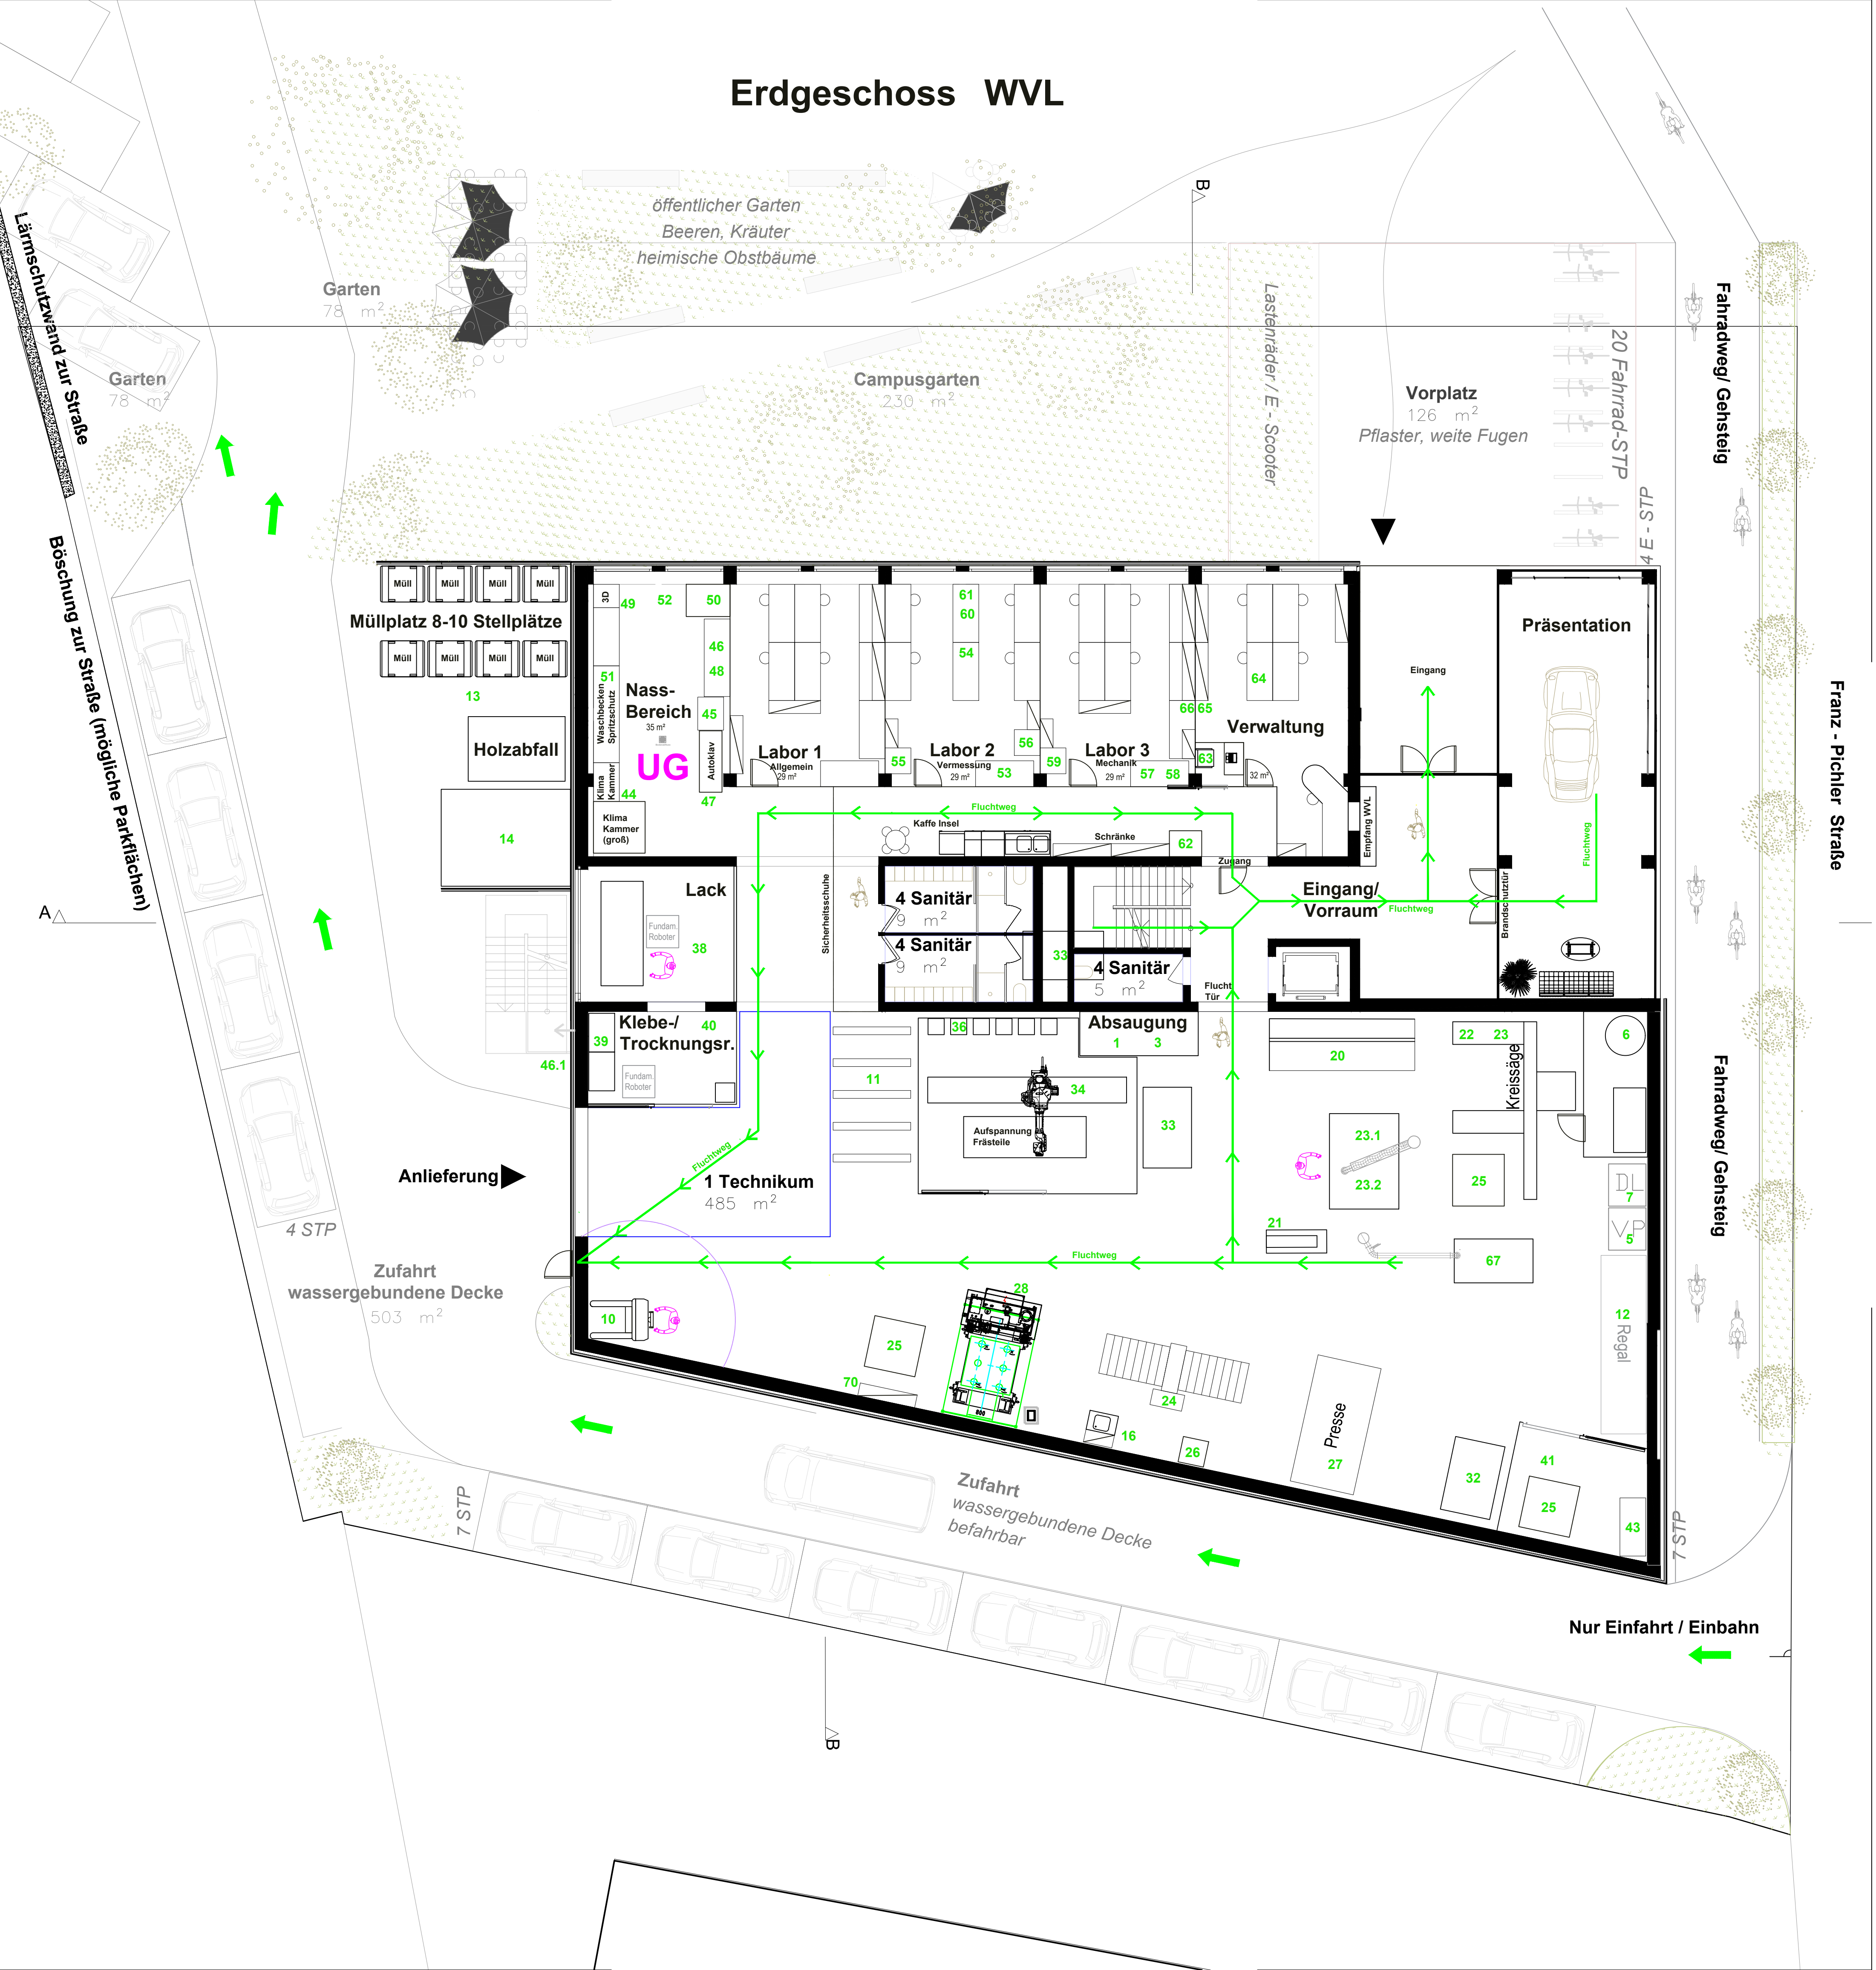 Erdgeschoss WVL
B
öffentlicher Garten
Beeren, Kräuter
heimische Obstbäume
Lärmschutzwand zur Straße
Garten
78 m²
Garten
78 m²
Campusgarten
230 m²
Lastenräder / E - Scooter
Vorplatz
126 m²
Pflaster, weite Fugen
20 Fahrrad-STP
4 E - STP
Fahradweg/ Gehsteig
Böschung zur Straße (mögliche Parkflächen)
Müll
Müll
Müll
Müll
Müllplatz 8-10 Stellplätze
Müll
Müll
Müll
Müll
13
Holzabfall
14
3D
49
52
50
46
48
51
Waschbecken
Spritzschutz
Nass-
Bereich
35 m²
UG
45
Autoklav
47
Klima
Kammer
44
Klima
Kammer
(groß)
Labor 1
Allgemein
29 m²
61
60
54
55
Labor 2
Vermessung
29 m²
53
56
59
Labor 3
Mechanik
29 m²
57
58
66
65
64
Verwaltung
63
32 m²
Eingang
Präsentation
Franz - Pichler Straße
Fluchtweg
Kaffe Insel
Schränke
62
Zugang
Empfang WVL
Fluchtweg
A
Lack
Fundam.
Roboter
38
Sicherheitsschuhe
4 Sanitär
9 m²
4 Sanitär
9 m²
33
4 Sanitär
5 m²
Eingang/
Vorraum
Fluchtweg
Brandschutztür
Flucht
Tür
46.1
39
Klebe-/
Trocknungsr.
40
Fundam.
Roboter
11
36
Absaugung
1
3
34
Aufspannung
Frästeile
33
20
22
23
Kreissäge
6
23.1
23.2
25
DL
7
VP
5
Fahradweg/ Gehsteig
Anlieferung
Fluchtweg
1 Technikum
485 m²
21
Fluchtweg
67
4 STP
Zufahrt
wassergebundene Decke
503 m²
10
25
70
28
800
24
16
26
Presse
27
12
Regal
32
41
25
43
7 STP
Zufahrt
wassergebundene Decke
befahrbar
7 STP
Nur Einfahrt / Einbahn
B